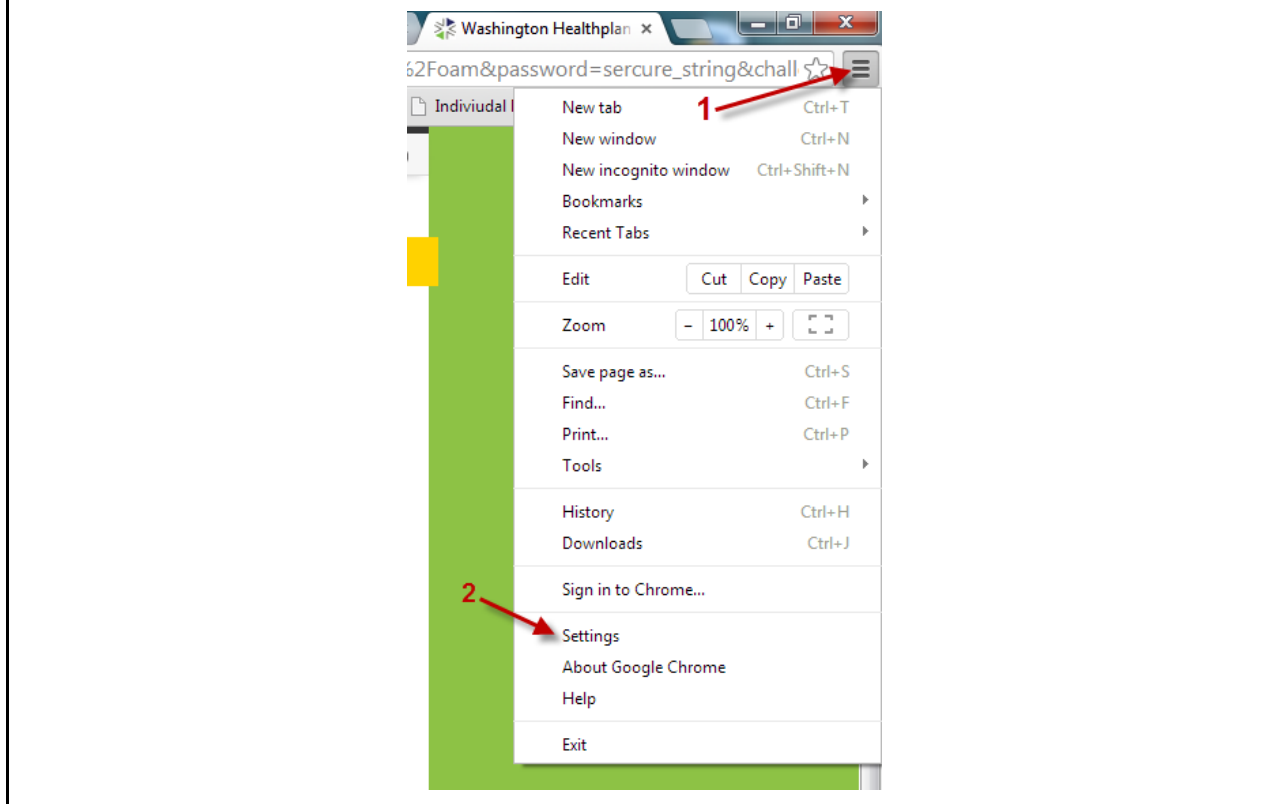 Washington Healthplan
%2Foam&password=sercure_string&chall
Indiviudal
1
New tab Ctrl+T
New window Ctrl+N
New incognito window Ctrl+Shift+N
Bookmarks
Recent Tabs
Edit Cut Copy Paste
Zoom - 100% +
Save page as... Ctrl+S
Find... Ctrl+F
Print... Ctrl+P
Tools
History Ctrl+H
Downloads Ctrl+J
Sign in to Chrome...
2
Settings
About Google Chrome
Help
Exit